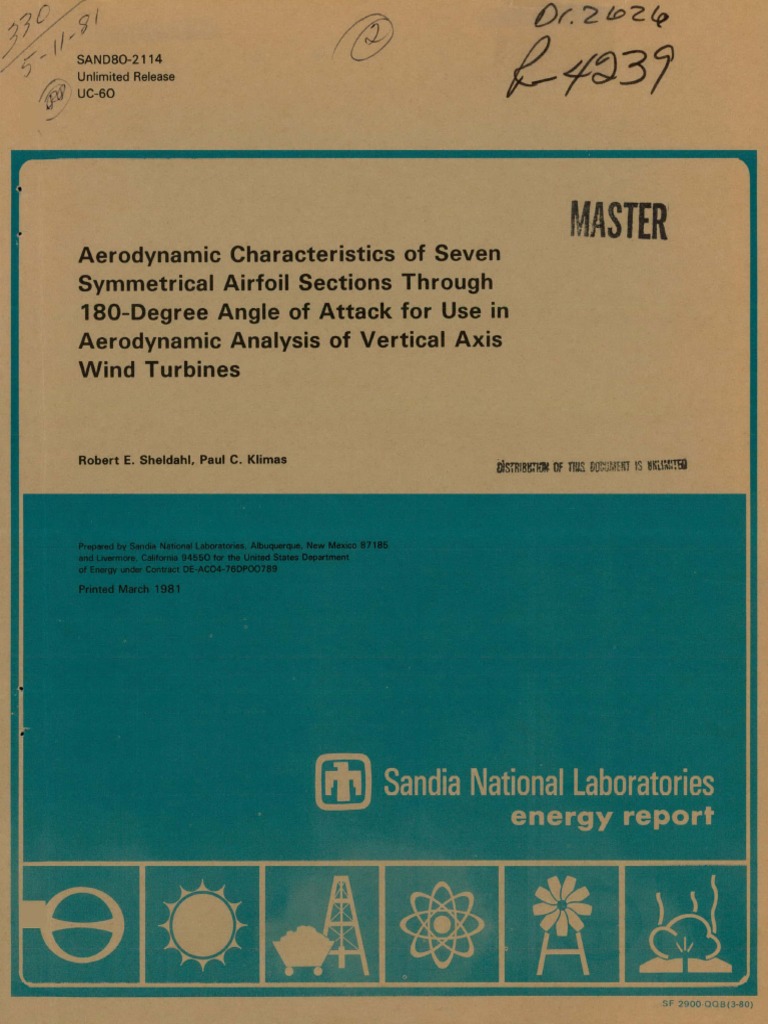 330
5-11-81
SAND80-2114
Unlimited Release
UC-60
2
Dr. 2626
R-4239
MASTER
Aerodynamic Characteristics of Seven
Symmetrical Airfoil Sections Through
180-Degree Angle of Attack for Use in
Aerodynamic Analysis of Vertical Axis
Wind Turbines
Robert E. Sheldahl, Paul C. Klimas
DISTRIBUTION OF THIS DOCUMENT IS UNLIMITED
Prepared by Sandia National Laboratories, Albuquerque, New Mexico 87185
and Livermore, California 94550 for the United States Department
of Energy under Contract DE-AC04-76DP00789
Printed March 1981
Sandia National Laboratories
energy report
SF 2900 QQB(3-80)